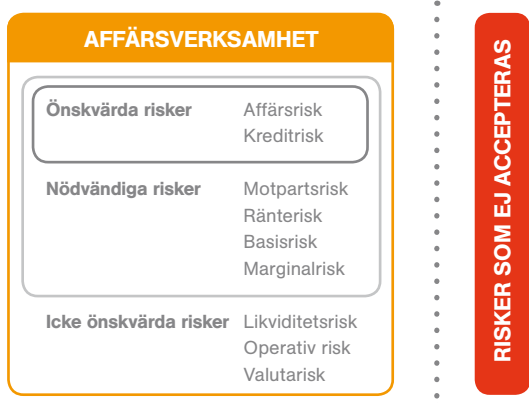 AFFÄRSVERKSAMHET
Önskvärda risker Affärsrisk
Kreditrisk
Nödvändiga risker Motpartsrisk
Ränterisk
Basisrisk
Marginalrisk
Icke önskvärda risker Likviditetsrisk
Operativ risk
Valutarisk
RISKER SOM EJ ACCEPTERAS